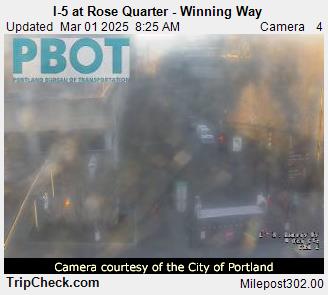 I-5 at Rose Quarter - Winning Way
Updated Mar 01 2025 8:25 AM Camera 4
PBOT
PORTLAND BUREAU OF TRANSPORTATION
Camera courtesy of the City of Portland
TripCheck.com Milepost302.00